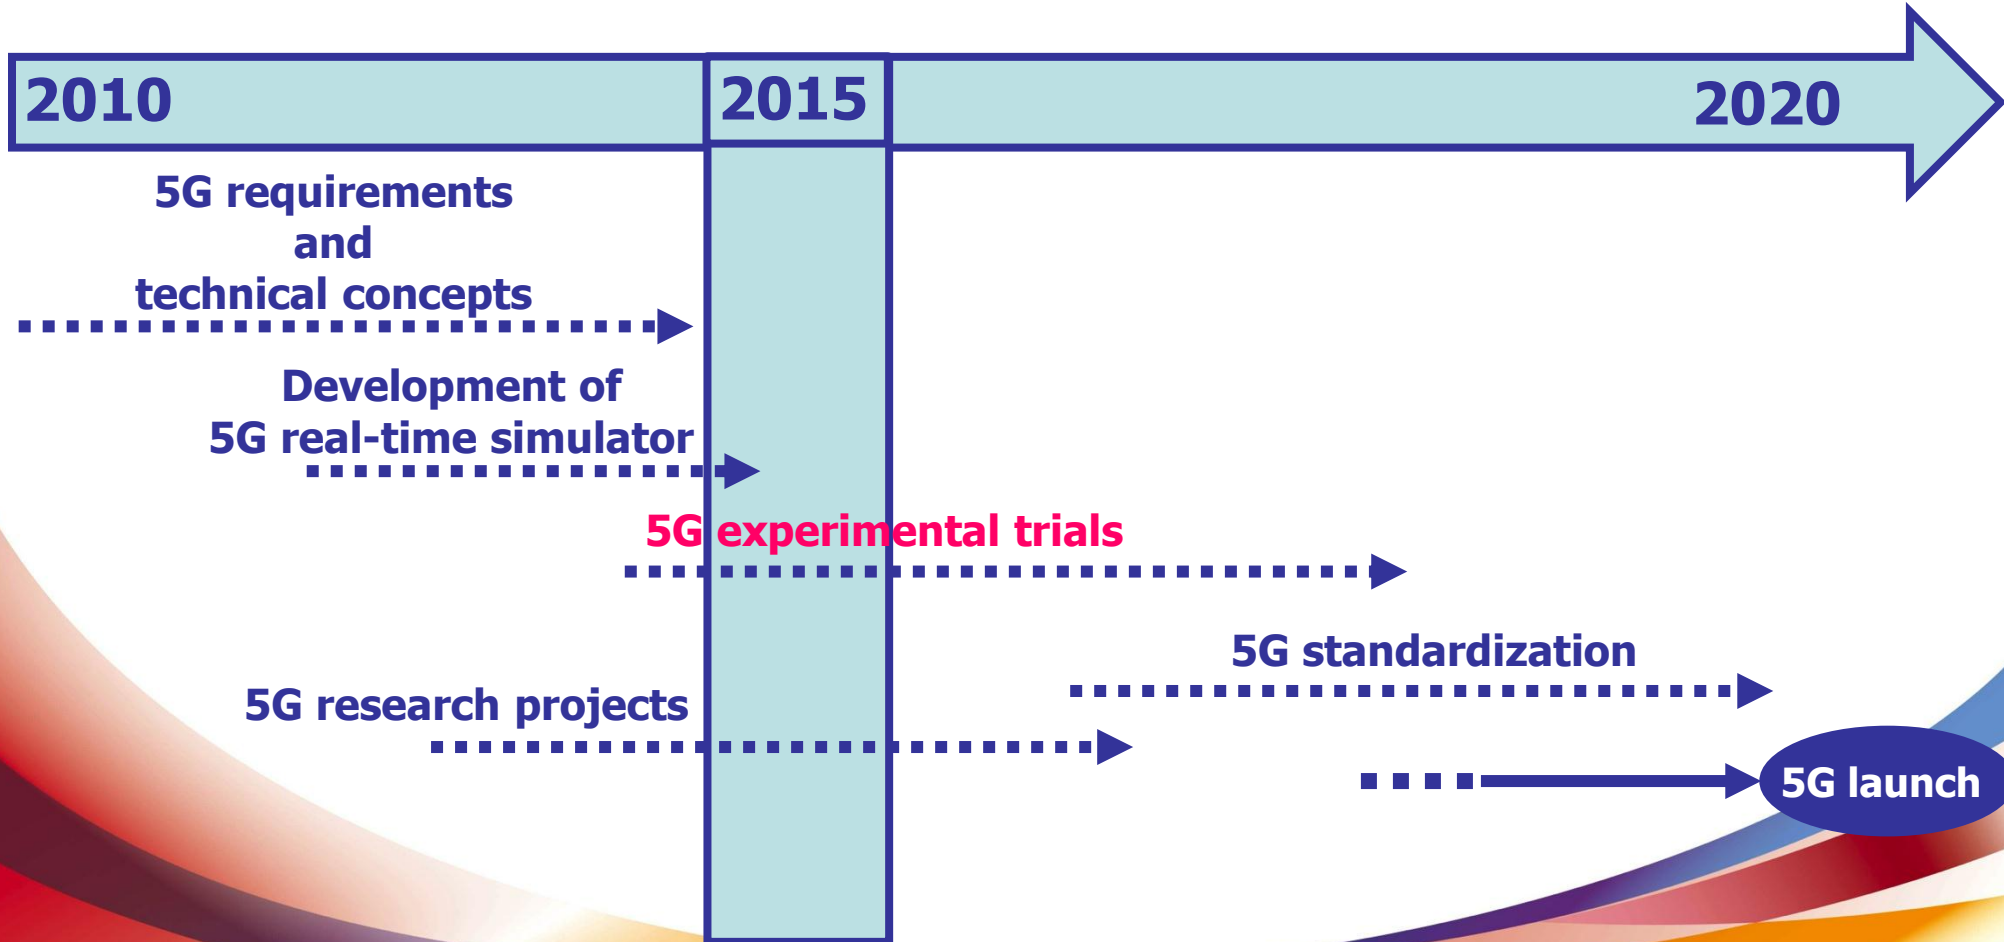 2010
2015
2020
5G requirements
and
technical concepts
Development of
5G real-time simulator
5G experimental trials
5G standardization
5G research projects
5G launch